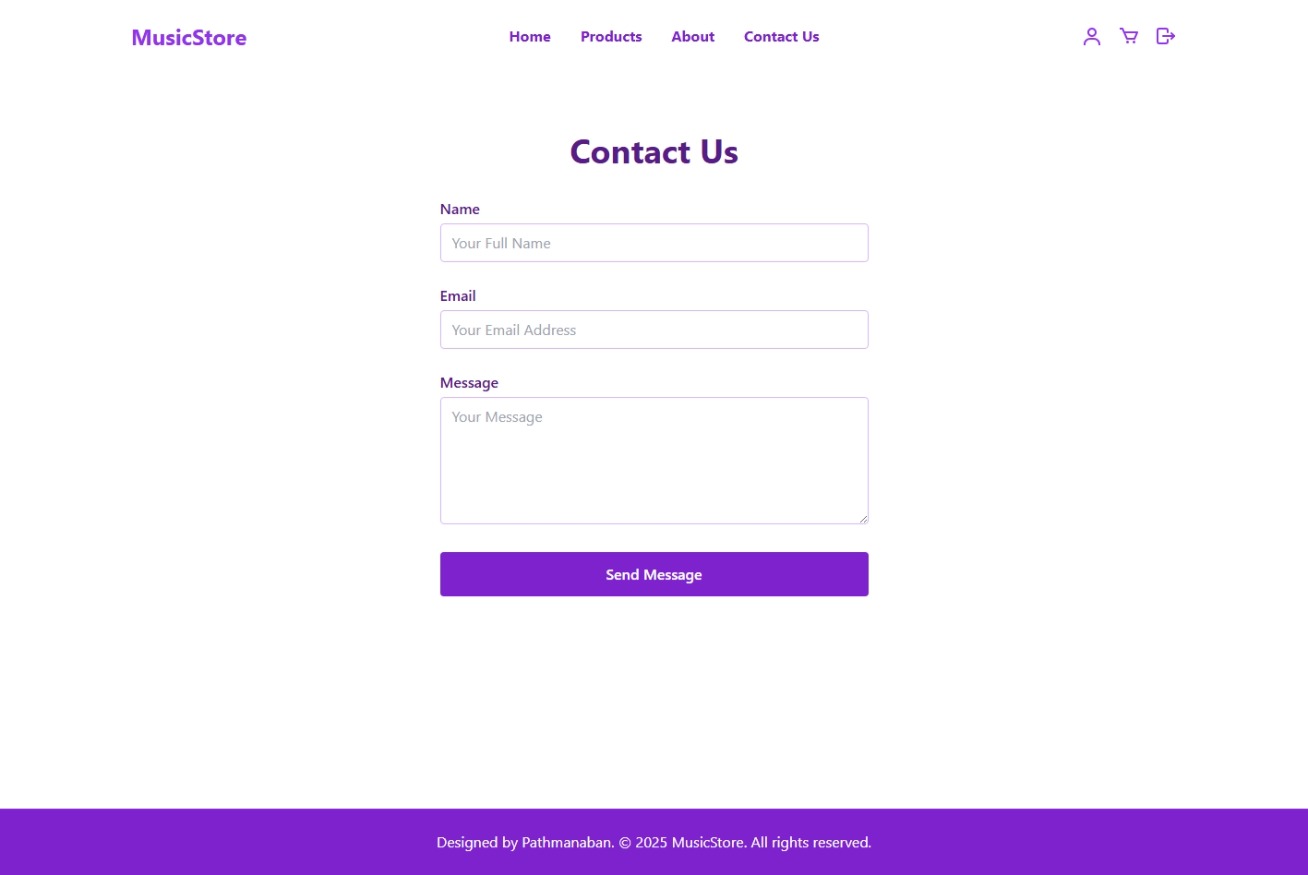 MusicStore
Home Products About Contact Us
Contact Us
Name
Your Full Name
Email
Your Email Address
Message
Your Message
Send Message
Designed by Pathmanaban. © 2025 MusicStore. All rights reserved.